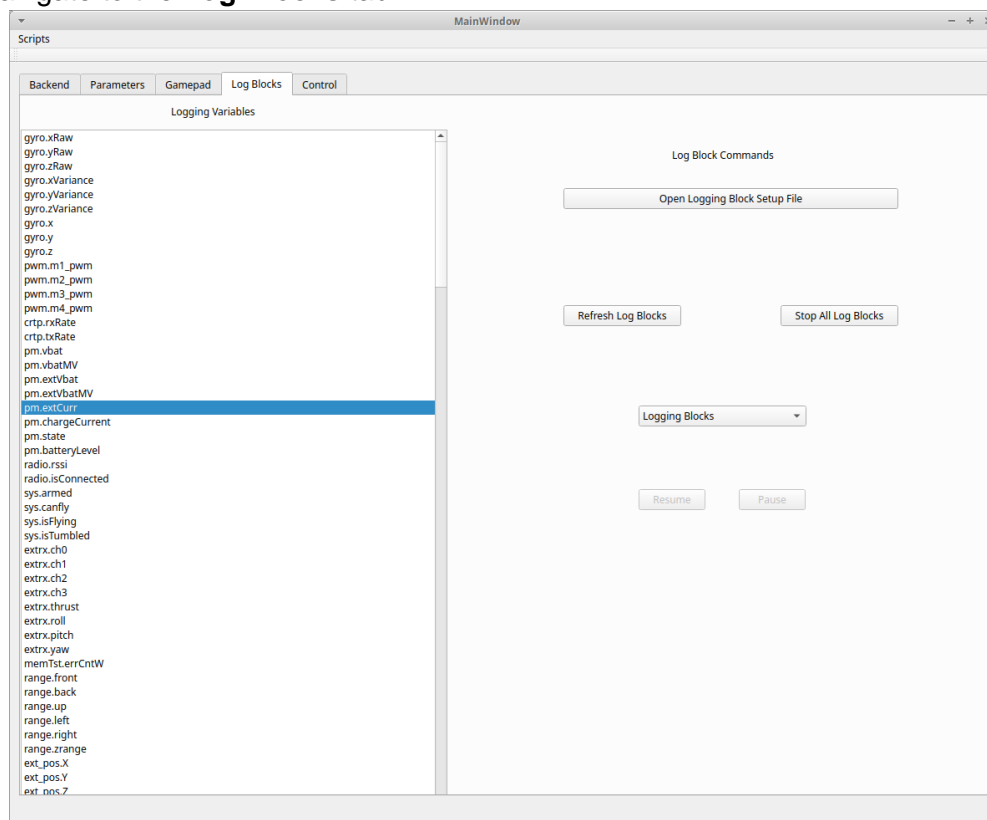 MainWindow
Scripts
Backend Parameters Gamepad Log Blocks Control
Logging Variables
gyro.xRaw
gyro.yRaw
gyro.zRaw
gyro.xVariance
gyro.yVariance
gyro.zVariance
gyro.x
gyro.y
gyro.z
pwm.m1_pwm
pwm.m2_pwm
pwm.m3_pwm
pwm.m4_pwm
crtp.rxRate
crtp.txRate
pm.vbat
pm.vbatMV
pm.extVbat
pm.extVbatMV
pm.extCurr
pm.chargeCurrent
pm.state
pm.batteryLevel
radio.rssi
radio.isConnected
sys.armed
sys.canfly
sys.isFlying
sys.isTumbled
extrx.ch0
extrx.ch1
extrx.ch2
extrx.ch3
extrx.thrust
extrx.roll
extrx.pitch
extrx.yaw
memTst.errCntW
range.front
range.back
range.up
range.left
range.right
range.zrange
ext_pos.X
ext_pos.Y
ext_pos.Z
Log Block Commands
Open Logging Block Setup File
Refresh Log Blocks
Stop All Log Blocks
Logging Blocks
Resume
Pause